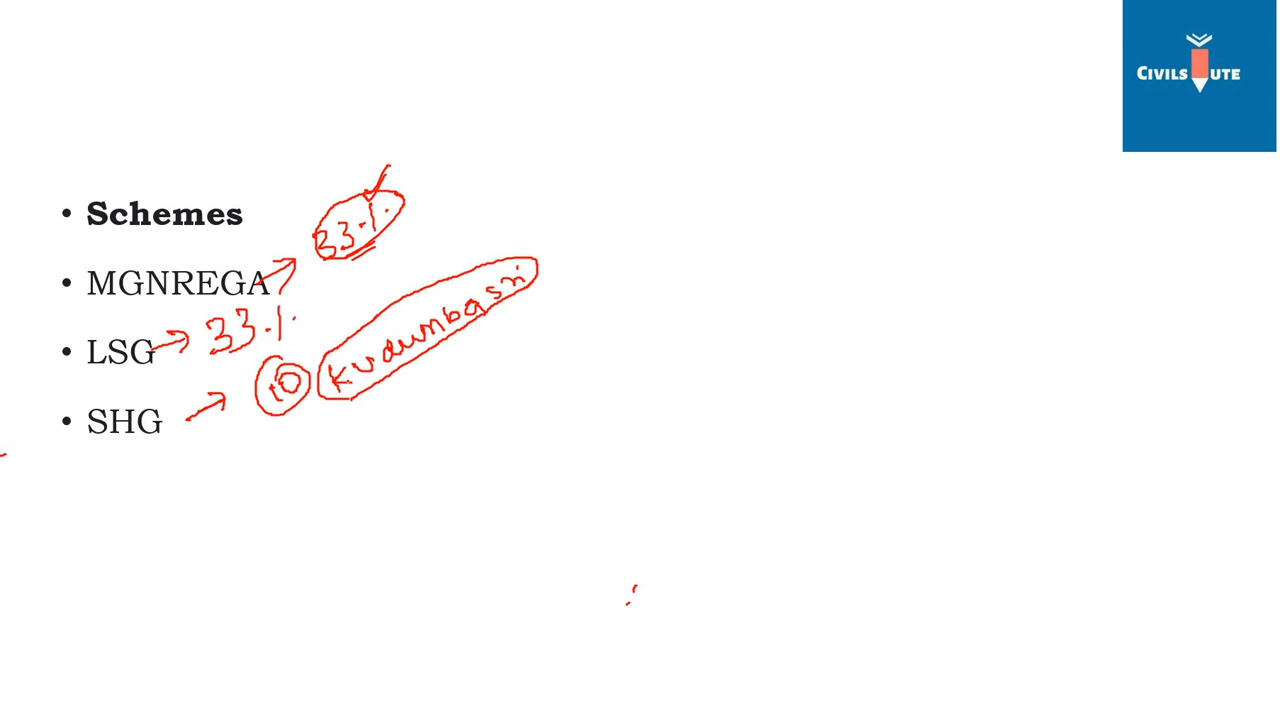 CIVILS UTE
• Schemes
33%
• MGNREGA
• LSG → 33%
• SHG → 10 kudumbasri